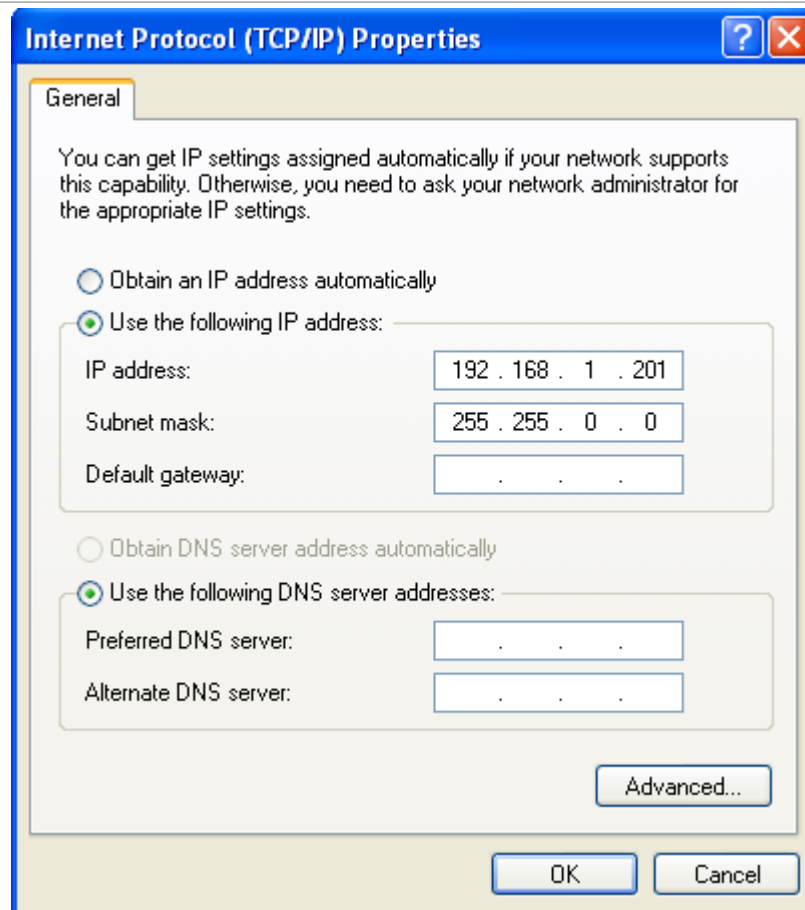 Internet Protocol (TCP/IP) Properties
General
You can get IP settings assigned automatically if your network supports
this capability. Otherwise, you need to ask your network administrator for
the appropriate IP settings.
Obtain an IP address automatically
Use the following IP address:
IP address: 192 . 168 . 1 . 201
Subnet mask: 255 . 255 . 0 . 0
Default gateway: . . .
Obtain DNS server address automatically
Use the following DNS server addresses:
Preferred DNS server: . . .
Alternate DNS server: . . .
Advanced...
OK Cancel